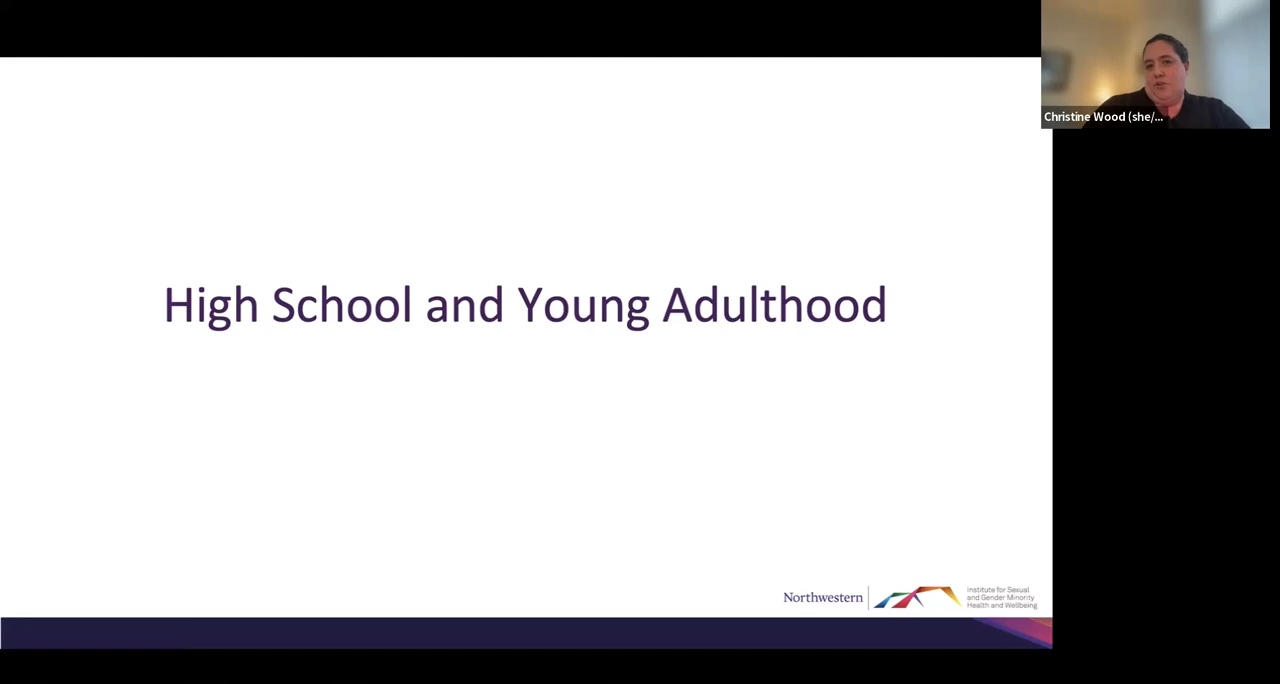 Christine Wood (she/...
High School and Young Adulthood
Northwestern
Institute for Sexual
and Gender Minority
Health and Wellbeing